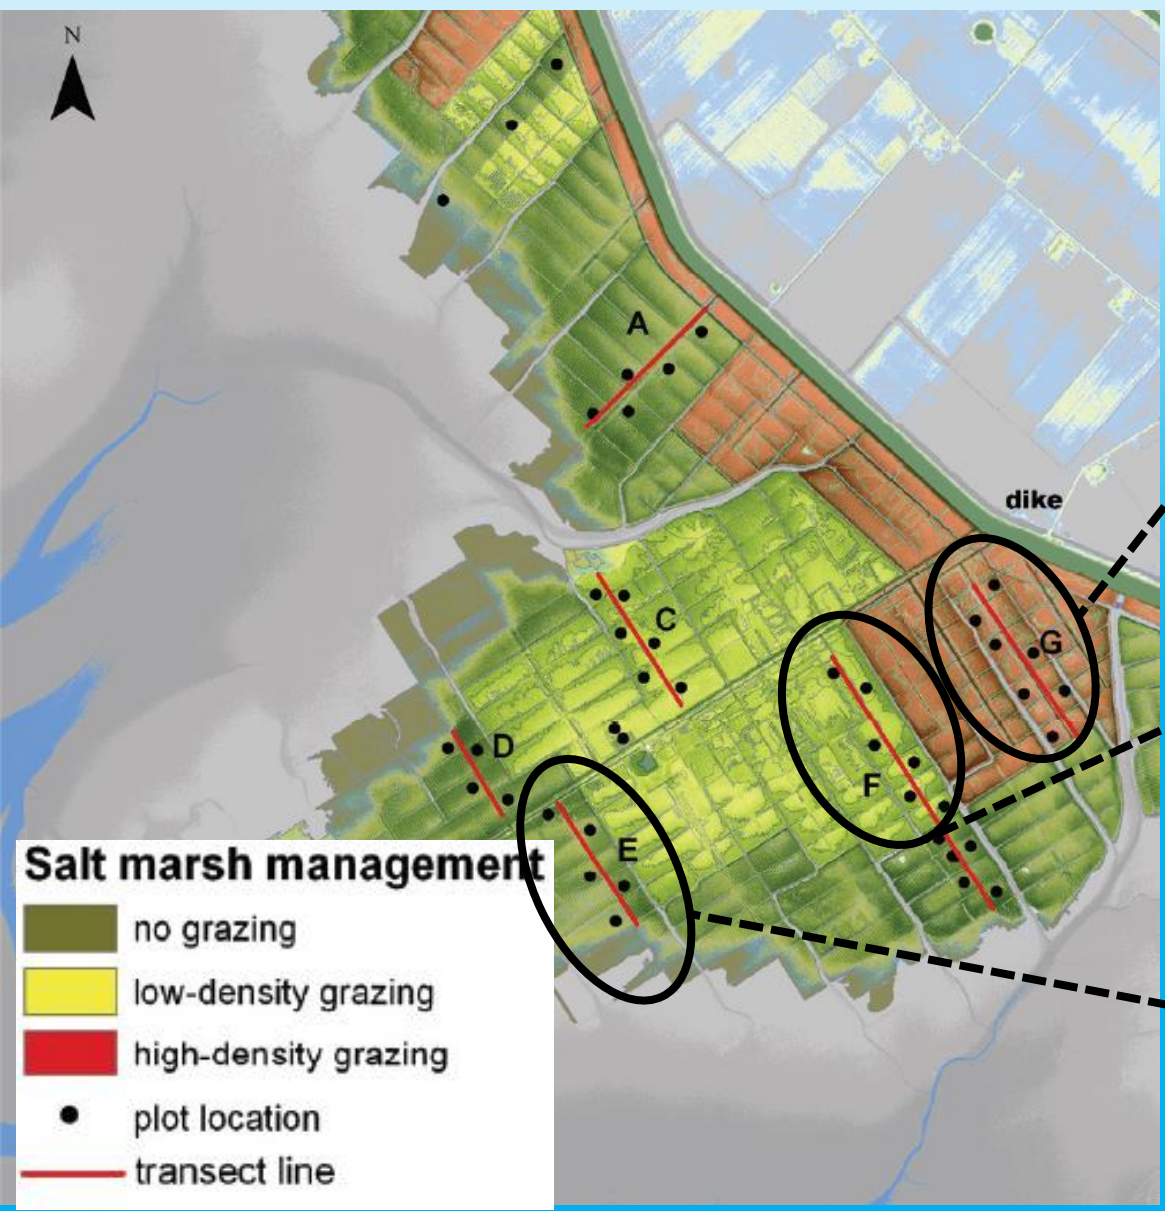 N
A
dike
C
G
D
F
E
Salt marsh management
no grazing
low-density grazing
high-density grazing
plot location
transect line